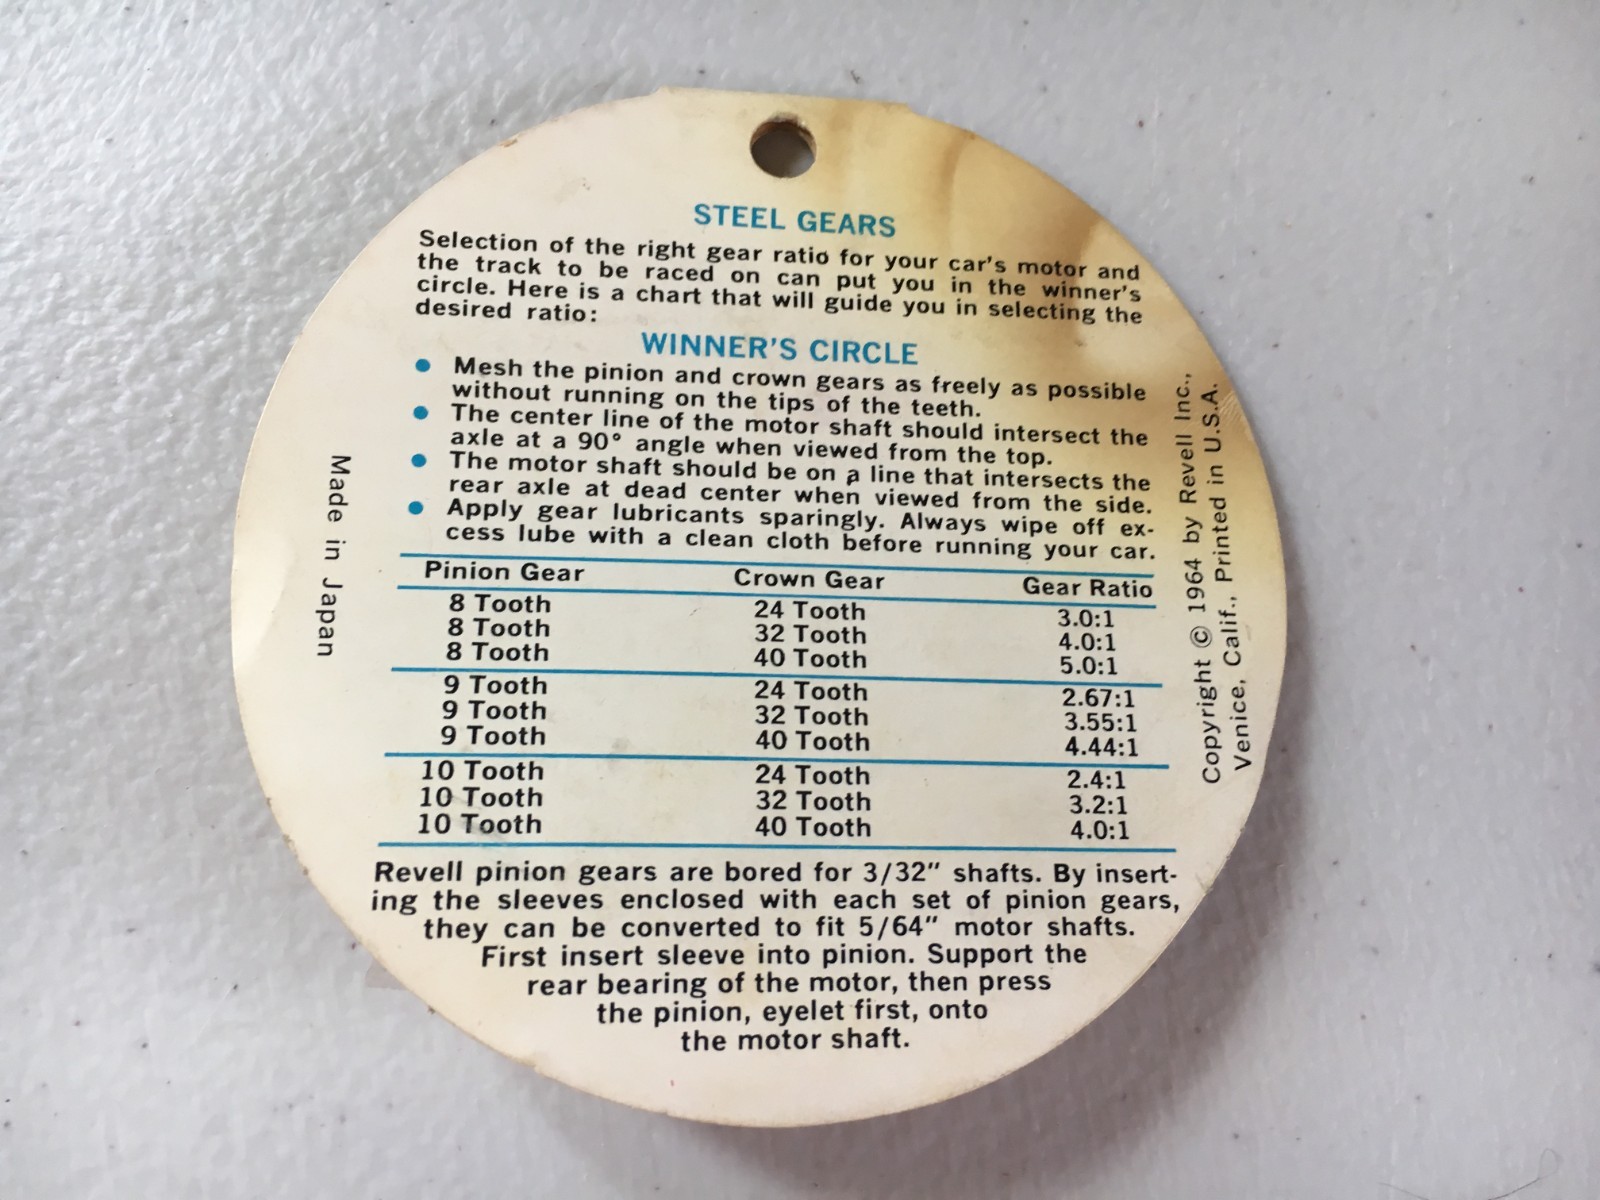 STEEL GEARS
Selection of the right gear ratio for your car's motor and
the track to be raced on can put you in the winner's
circle. Here is a chart that will guide you in selecting the
desired ratio:
WINNER'S CIRCLE
● Mesh the pinion and crown gears as freely as possible
without running on the tips of the teeth.
● The center line of the motor shaft should intersect the
axle at a 90° angle when viewed from the top.
● The motor shaft should be on a line that intersects the
rear axle at dead center when viewed from the side.
● Apply gear lubricants sparingly. Always wipe off ex-
cess lube with a clean cloth before running your car.
Pinion Gear Crown Gear Gear Ratio
8 Tooth 24 Tooth 3.0:1
8 Tooth 32 Tooth 4.0:1
8 Tooth 40 Tooth 5.0:1
9 Tooth 24 Tooth 2.67:1
9 Tooth 32 Tooth 3.55:1
9 Tooth 40 Tooth 4.44:1
10 Tooth 24 Tooth 2.4:1
10 Tooth 32 Tooth 3.2:1
10 Tooth 40 Tooth 4.0:1
Revell pinion gears are bored for 3/32" shafts. By insert-
ing the sleeves enclosed with each set of pinion gears,
they can be converted to fit 5/64" motor shafts.
First insert sleeve into pinion. Support the
rear bearing of the motor, then press
the pinion, eyelet first, onto
the motor shaft.
Made in Japan
Copyright © 1964 by Revell Inc.,
Venice, Calif., Printed in U.S.A.